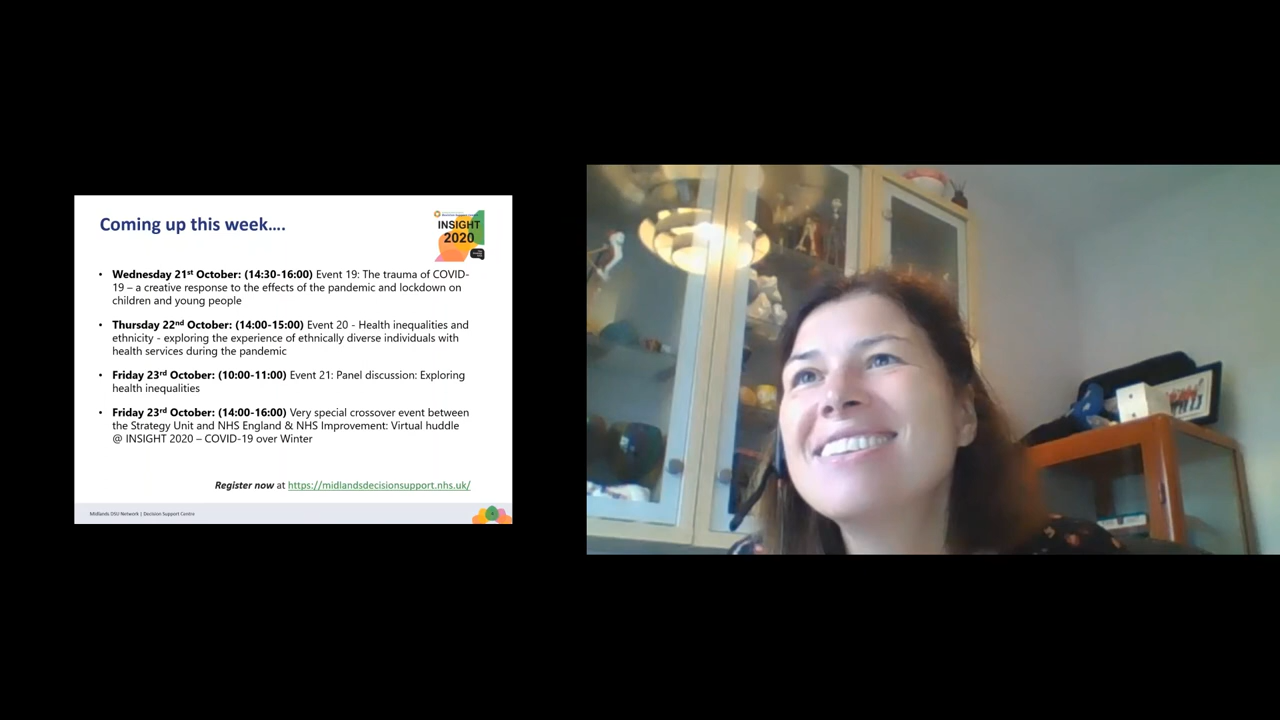 Coming up this week….
INSIGHT
2020
• Wednesday 21st October: (14:30-16:00) Event 19: The trauma of COVID-
19 – a creative response to the effects of the pandemic and lockdown on
children and young people
• Thursday 22nd October: (14:00-15:00) Event 20 - Health inequalities and
ethnicity - exploring the experience of ethnically diverse individuals with
health services during the pandemic
• Friday 23rd October: (10:00-11:00) Event 21: Panel discussion: Exploring
health inequalities
• Friday 23rd October: (14:00-16:00) Very special crossover event between
the Strategy Unit and NHS England & NHS Improvement: Virtual huddle
@ INSIGHT 2020 – COVID-19 over Winter
Register now at https://midlandsdecisionsupport.nhs.uk/
Midlands DSU Network | Decision Support Centre